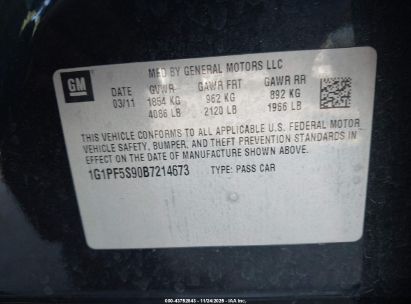 GM
MFD BY GENERAL MOTORS LLC
DATE GVWR GAWR FRT GAWR RR
03/11 1854 KG 962 KG 892 KG
4086 LB 2120 LB 1966 LB
THIS VEHICLE CONFORMS TO ALL APPLICABLE U.S. FEDERAL MOTOR
VEHICLE SAFETY, BUMPER, AND THEFT PREVENTION STANDARDS
IN EFFECT ON THE DATE OF MANUFACTURE SHOWN ABOVE.
1G1PF5S90B7214673 TYPE: PASS CAR